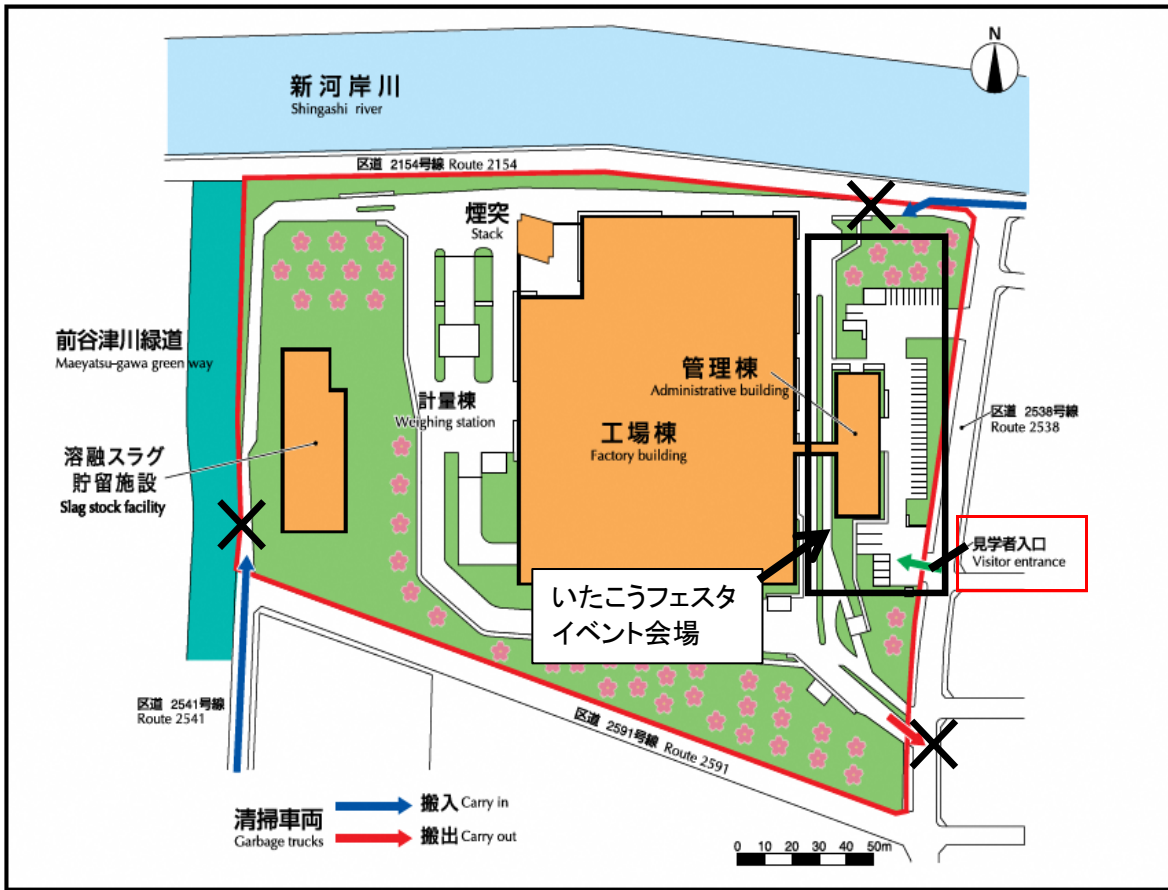 N
新河岸川
Shingashi river
区道 2154号線 Route 2154
煙突
Stack
前谷津川緑道
Maeyatsu-gawa green way
管理棟
Administrative building
計量棟
Weighing station
工場棟
Factory building
区道 2538号線
Route 2538
溶融スラグ
貯留施設
Slag stock facility
見学者入口
Visitor entrance
いたこうフェスタ
イベント会場
区道 2541号線
Route 2541
区道 2591号線 Route 2591
清掃車両
Garbage trucks
搬入 Carry in
搬出 Carry out
0 10 20 30 40 50m